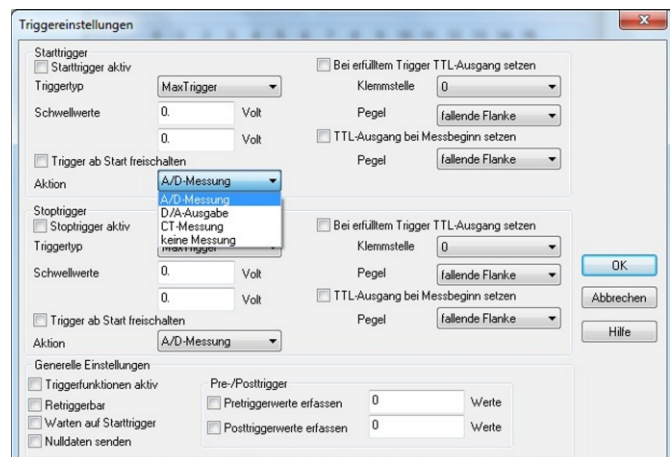 Triggereinstellungen
Starttrigger
Starttrigger aktiv
Triggertyp MaxTrigger
Schwellwerte 0. Volt
0. Volt
Trigger ab Start freischalten
Aktion A/D-Messung
A/D-Messung
D/A-Ausgabe
CT-Messung
keine Messung
Bei erfülltem Trigger TTL-Ausgang setzen
Klemmstelle 0
Pegel fallende Flanke
TTL-Ausgang bei Messbeginn setzen
Pegel fallende Flanke
Stoptrigger
Stoptrigger aktiv
Triggertyp MaxTrigger
Schwellwerte 0. Volt
0. Volt
Trigger ab Start freischalten
Aktion A/D-Messung
Bei erfülltem Trigger TTL-Ausgang setzen
Klemmstelle 0
Pegel fallende Flanke
TTL-Ausgang bei Messbeginn setzen
Pegel fallende Flanke
OK
Abbrechen
Hilfe
Generelle Einstellungen
Triggerfunktionen aktiv
Retriggerbar
Warten auf Starttrigger
Nulldaten senden
Pre-/Posttrigger
Pretriggerwerte erfassen 0 Werte
Posttriggerwerte erfassen 0 Werte